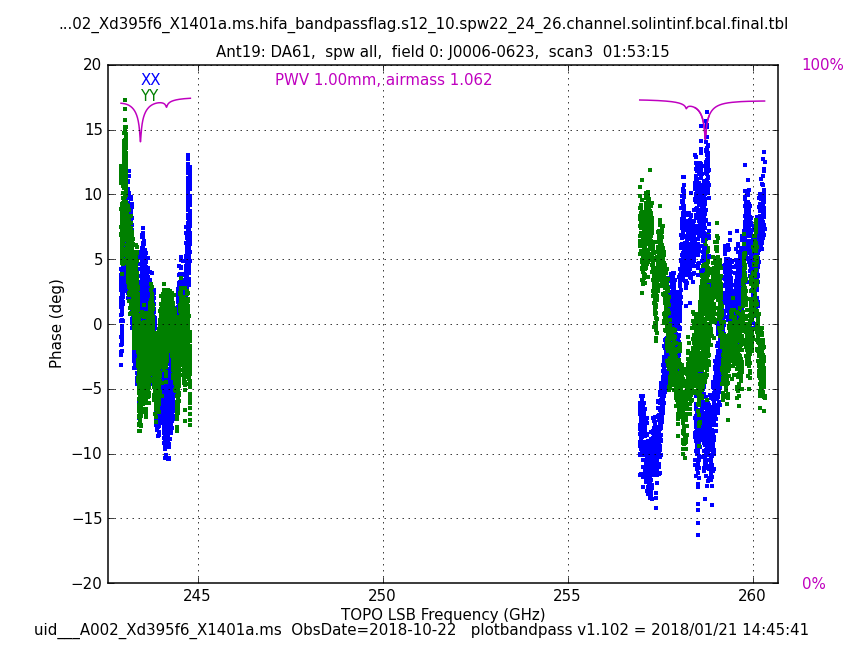 ...02_Xd395f6_X1401a.ms.hifa_bandpassflag.s12_10.spw22_24_26.channel.solintinf.bcal.final.tbl
Ant19: DA61,  spw all,  field 0: J0006-0623,  scan3  01:53:15
20
15
10
5
0
−5
−10
−15
−20
Phase (deg)
XX
YY
PWV 1.00mm, airmass 1.062
100%
0%
245
250
255
260
TOPO LSB Frequency (GHz)
uid___A002_Xd395f6_X1401a.ms  ObsDate=2018-10-22   plotbandpass v1.102 = 2018/01/21 14:45:41